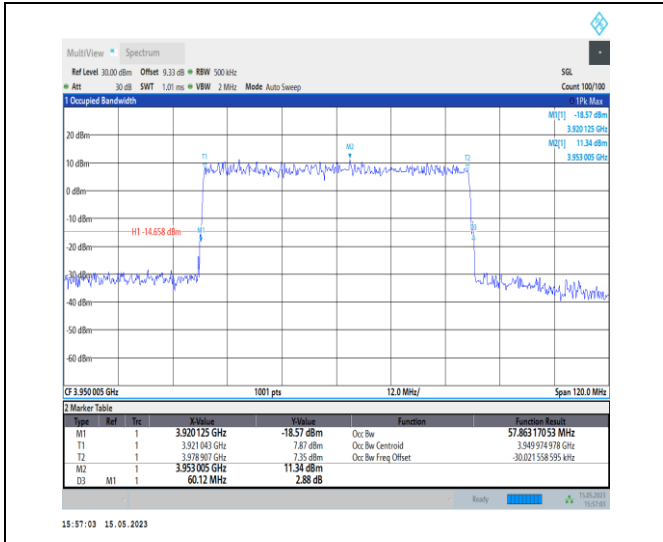 MultiView Spectrum
Ref Level 30.00 dBm Offset 9.33 dB RBW 500 kHz SGL
Att 30 dB SWT 1.01 ms VBW 2 MHz Mode Auto Sweep Count 100/100
1 Occupied Bandwidth 1Pk Max
M1[1] -18.57 dBm
3.920 125 GHz
20 dBm
M2[1] 11.34 dBm
3.953 005 GHz
M2
T1
T2
10 dBm
0 dBm
-10 dBm
H1 -14.658 dBm
M1
D3
-20 dBm
-30 dBm
-40 dBm
-50 dBm
-60 dBm
CF 3.950 005 GHz 1001 pts 12.0 MHz/ Span 120.0 MHz
2 Marker Table
Type Ref Trc X-Value Y-Value Function Function Result
M1 1 3.920125 GHz -18.57 dBm Occ Bw 57.863 170 53 MHz
T1 1 3.921 043 GHz 7.87 dBm Occ Bw Centroid 3.949 974 978 GHz
T2 1 3.978 907 GHz 7.35 dBm Occ Bw Freq Offset -30.021 558 595 kHz
M2 1 3.953 005 GHz 11.34 dBm
D3 M1 1 60.12 MHz 2.88 dB
Ready 15.05.2023
15:57:03
15:57:03 15.05.2023